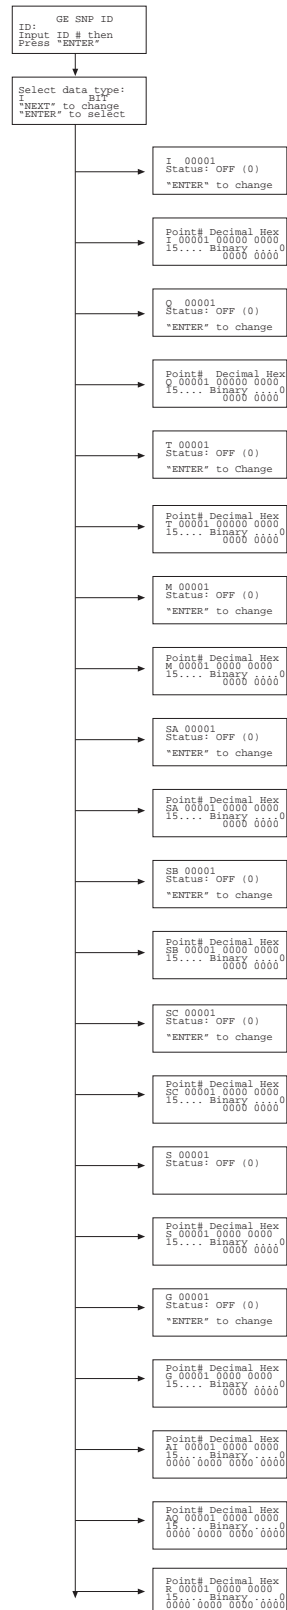 GE SNP ID
ID:
Input ID # then
Press "ENTER"
Select data type:
I BIT
"NEXT" to change
"ENTER" to select
I 00001
Status: OFF (0)
"ENTER" to change
Point# Decimal Hex
I 00001 00000 0000
15.... Binary ....0
0000 0000
Q 00001
Status: OFF (0)
"ENTER" to change
Point# Decimal Hex
Q 00001 00000 0000
15.... Binary ....0
0000 0000
T 00001
Status: OFF (0)
"ENTER" to Change
Point# Decimal Hex
T 00001 00000 0000
15.... Binary ....0
0000 0000
M 00001
Status: OFF (0)
"ENTER" to change
Point# Decimal Hex
M 00001 0000 0000
15.... Binary ....0
0000 0000
SA 00001
Status: OFF (0)
"ENTER" to change
Point# Decimal Hex
SA 00001 0000 0000
15.... Binary ....0
0000 0000
SB 00001
Status: OFF (0)
"ENTER" to change
Point# Decimal Hex
SB 00001 0000 0000
15.... Binary ....0
0000 0000
SC 00001
Status: OFF (0)
"ENTER" to change
Point# Decimal Hex
SC 00001 0000 0000
15.... Binary ....0
0000 0000
S 00001
Status: OFF (0)
Point# Decimal Hex
S 00001 0000 0000
15.... Binary ....0
0000 0000
G 00001
Status: OFF (0)
"ENTER" to change
Point# Decimal Hex
G 00001 0000 0000
15.... Binary ....0
0000 0000
Point# Decimal Hex
AI 00001 0000 0000
15.... Binary ....0
0000 0000 0000 0000
Point# Decimal Hex
AQ 00001 0000 0000
15.... Binary ....0
0000 0000 0000 0000
Point# Decimal Hex
R 00001 0000 0000
15.... Binary ....0
0000 0000 0000 0000